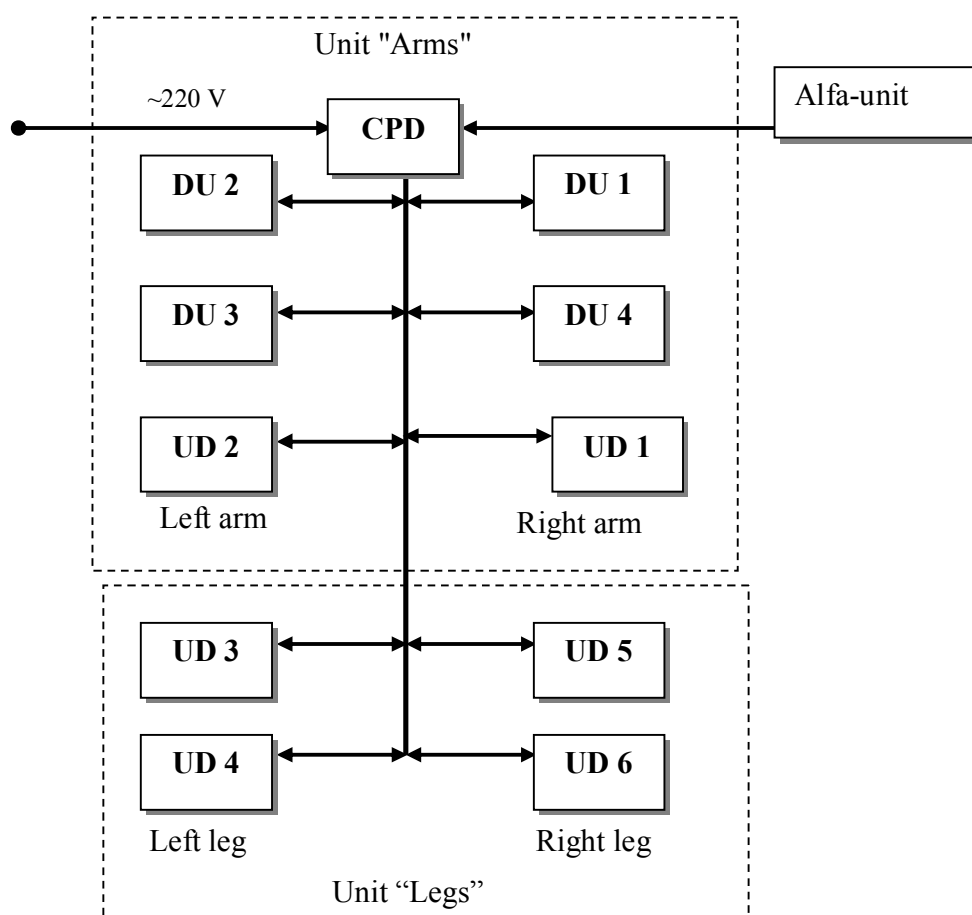 Unit "Arms"
~220 V
CPD
Alfa-unit
DU 2
DU 1
DU 3
DU 4
UD 2
UD 1
Left arm
Right arm
UD 3
UD 5
UD 4
UD 6
Left leg
Right leg
Unit “Legs”